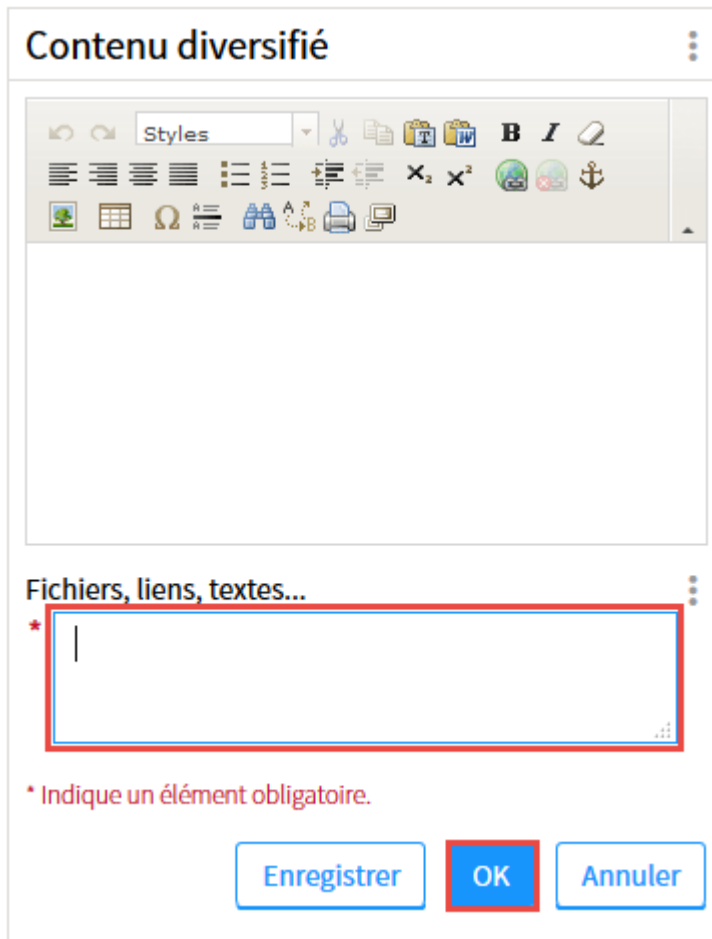 Contenu diversifié
Styles
B I
Fichiers, liens, textes...
*
* Indique un élément obligatoire.
Enregistrer OK Annuler